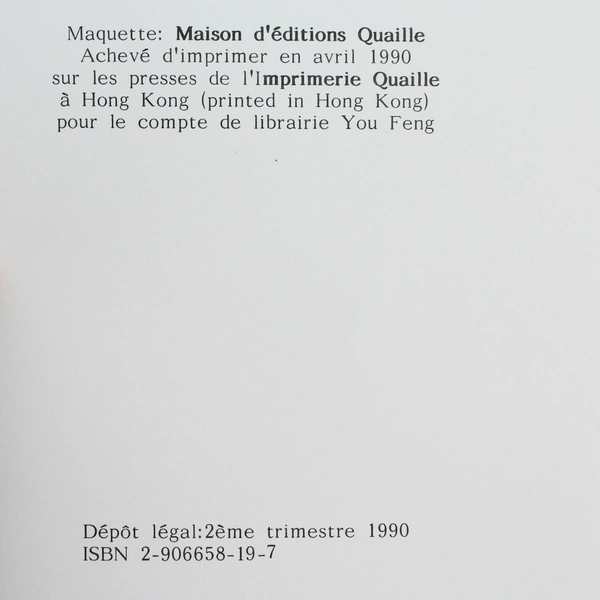 Maquette: Maison d'éditions Quaille
Achevé d'imprimer en avril 1990
sur les presses de l'Imprimerie Quaille
à Hong Kong (printed in Hong Kong)
pour le compte de librairie You Feng
Dépôt légal:2ème trimestre 1990
ISBN 2-906658-19-7